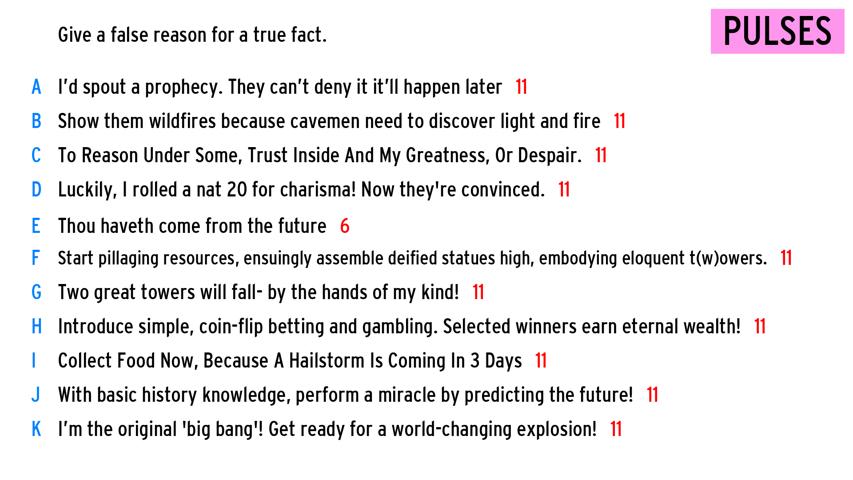 Give a false reason for a true fact.
PULSES
A I'd spout a prophecy. They can't deny it it'll happen later 11
B Show them wildfires because cavemen need to discover light and fire 11
C To Reason Under Some, Trust Inside And My Greatness, Or Despair. 11
D Luckily, I rolled a nat 20 for charisma! Now they're convinced. 11
E Thou haveth come from the future 6
F Start pillaging resources, ensuingly assemble deified statues high, embodying eloquent t(w)owers. 11
G Two great towers will fall- by the hands of my kind! 11
H Introduce simple, coin-flip betting and gambling. Selected winners earn eternal wealth! 11
I Collect Food Now, Because A Hailstorm Is Coming In 3 Days 11
J With basic history knowledge, perform a miracle by predicting the future! 11
K I'm the original 'big bang'! Get ready for a world-changing explosion! 11